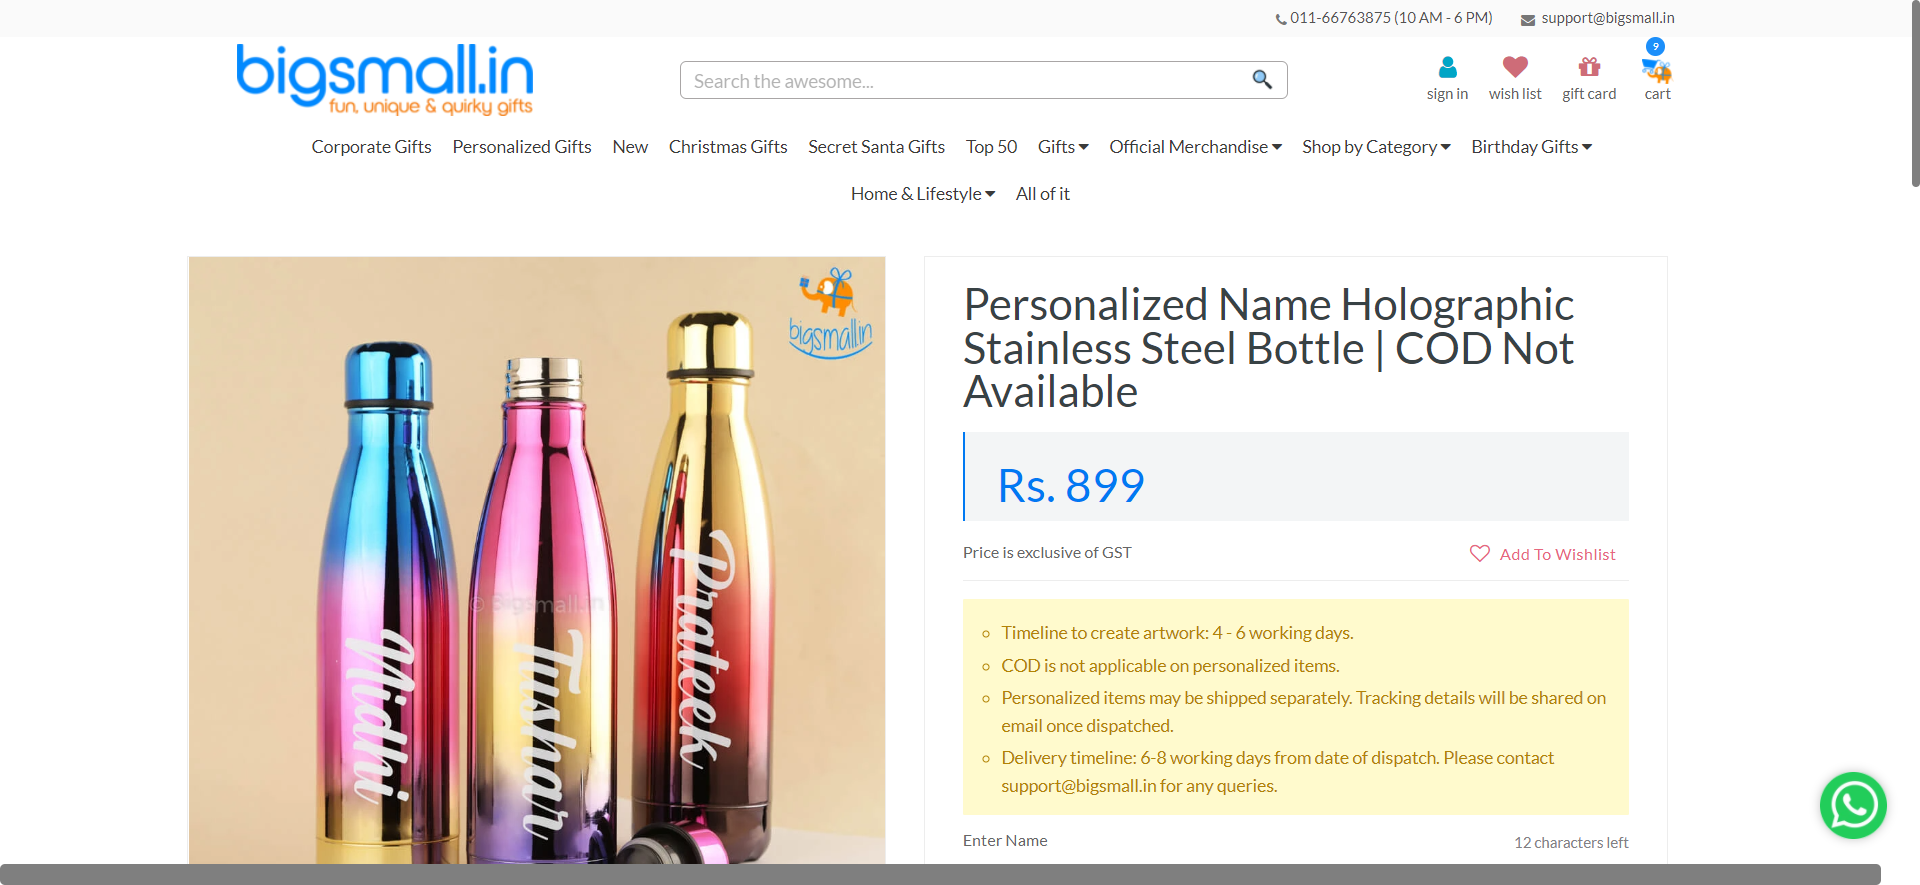 011-66763875 (10 AM - 6 PM) support@bigsmall.in
bigsmall.in
fun, unique & quirky gifts
Search the awesome...
9
sign in wish list gift card cart
Corporate Gifts Personalized Gifts New Christmas Gifts Secret Santa Gifts Top 50 Gifts Official Merchandise Shop by Category Birthday Gifts
Home & Lifestyle All of it
bigsmall.in
Nidhi
Tushar
Prateek
© Bigsmall.in
Personalized Name Holographic
Stainless Steel Bottle | COD Not
Available
Rs. 899
Price is exclusive of GST Add To Wishlist
Timeline to create artwork: 4 - 6 working days.
COD is not applicable on personalized items.
Personalized items may be shipped separately. Tracking details will be shared on
email once dispatched.
Delivery timeline: 6-8 working days from date of dispatch. Please contact
support@bigsmall.in for any queries.
Enter Name 12 characters left